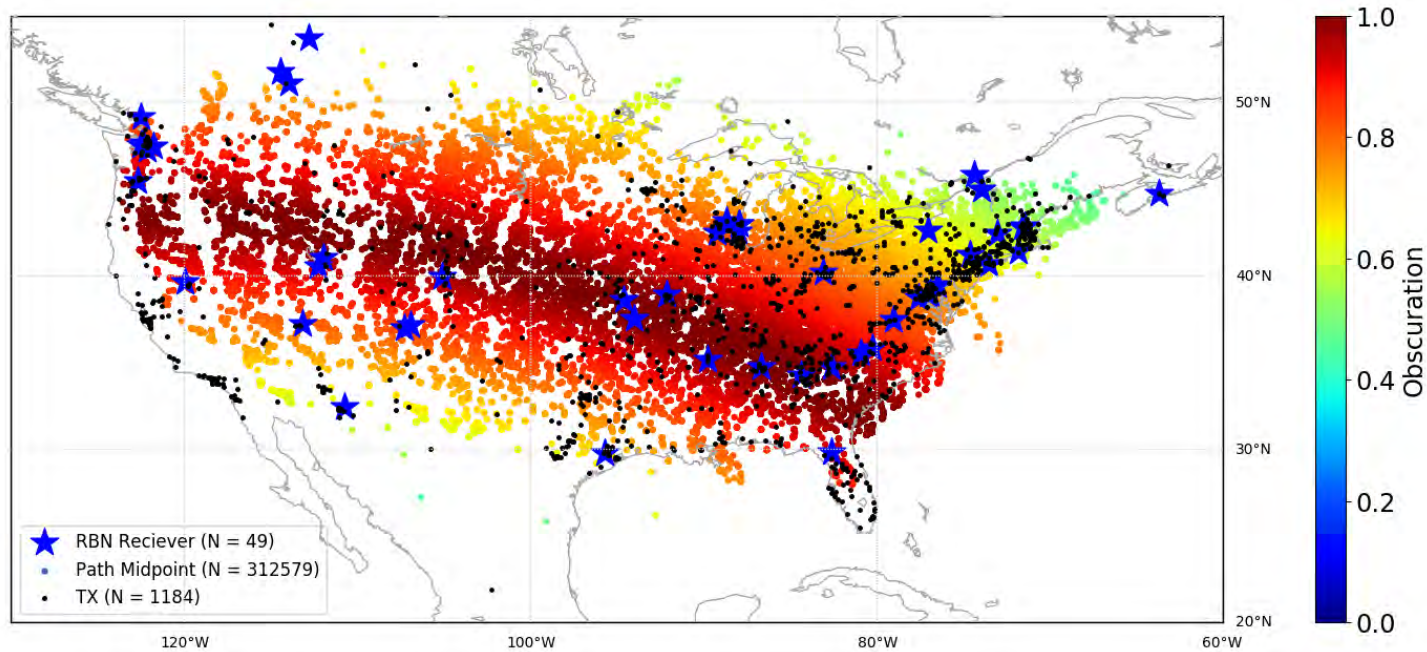 50°N
40°N
30°N
20°N
120°W
100°W
80°W
60°W
RBN Reciever (N = 49)
Path Midpoint (N = 312579)
TX (N = 1184)
1.0
0.8
0.6
0.4
0.2
0.0
Obscuration